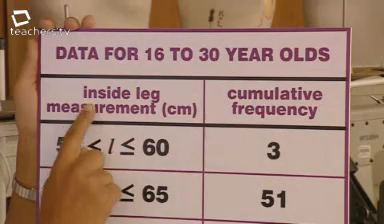 teachers.tv
DATA FOR 16 TO 30 YEAR OLDS
inside leg
measurement (cm)
cumulative
frequency
< l ≤ 60
3
≤ 65
51